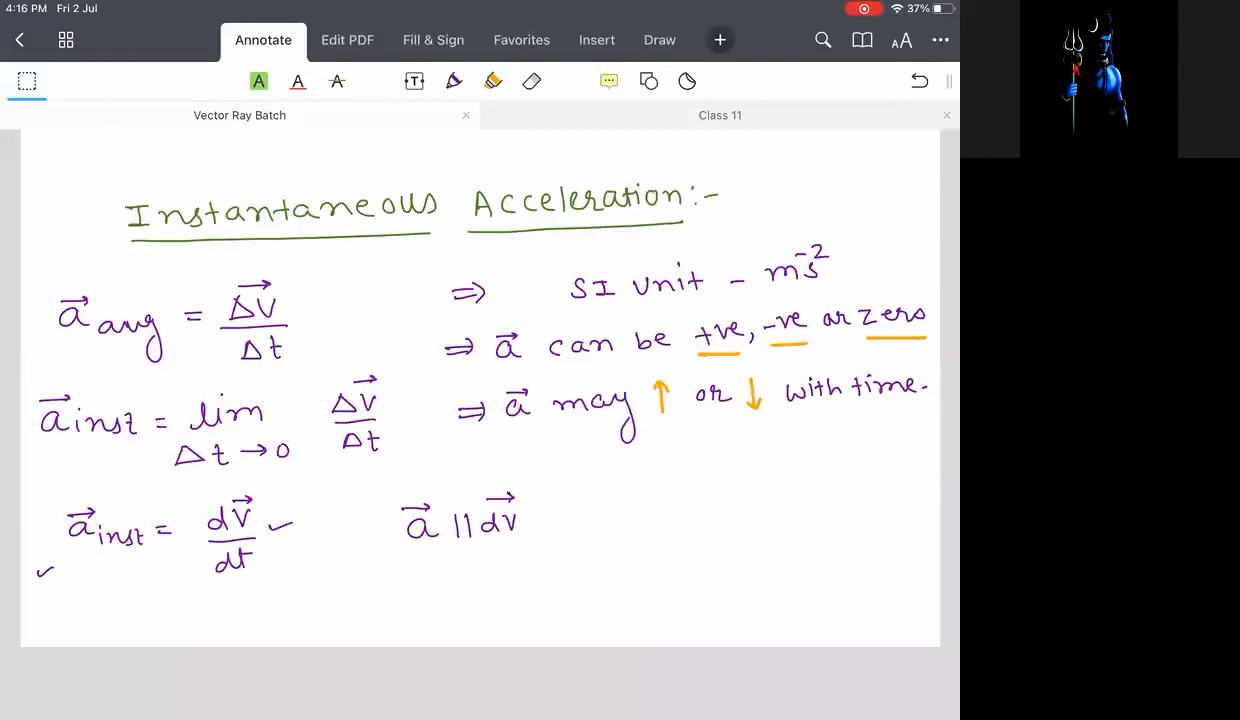 4:16 PM Fri 2 Jul 37%
Annotate Edit PDF Fill & Sign Favorites Insert Draw
Vector Ray Batch Class 11
Instantaneous Acceleration:-
a⃗ avg = Δv⃗/Δt
a⃗ inst = lim Δt→0 Δv⃗/Δt
a⃗ inst = dv⃗/dt ✓ a⃗ || dv⃗
✓
⇒ SI Unit - ms⁻²
⇒ a⃗ can be +ve, -ve or zero
⇒ a⃗ may ↑ or ↓ with time.